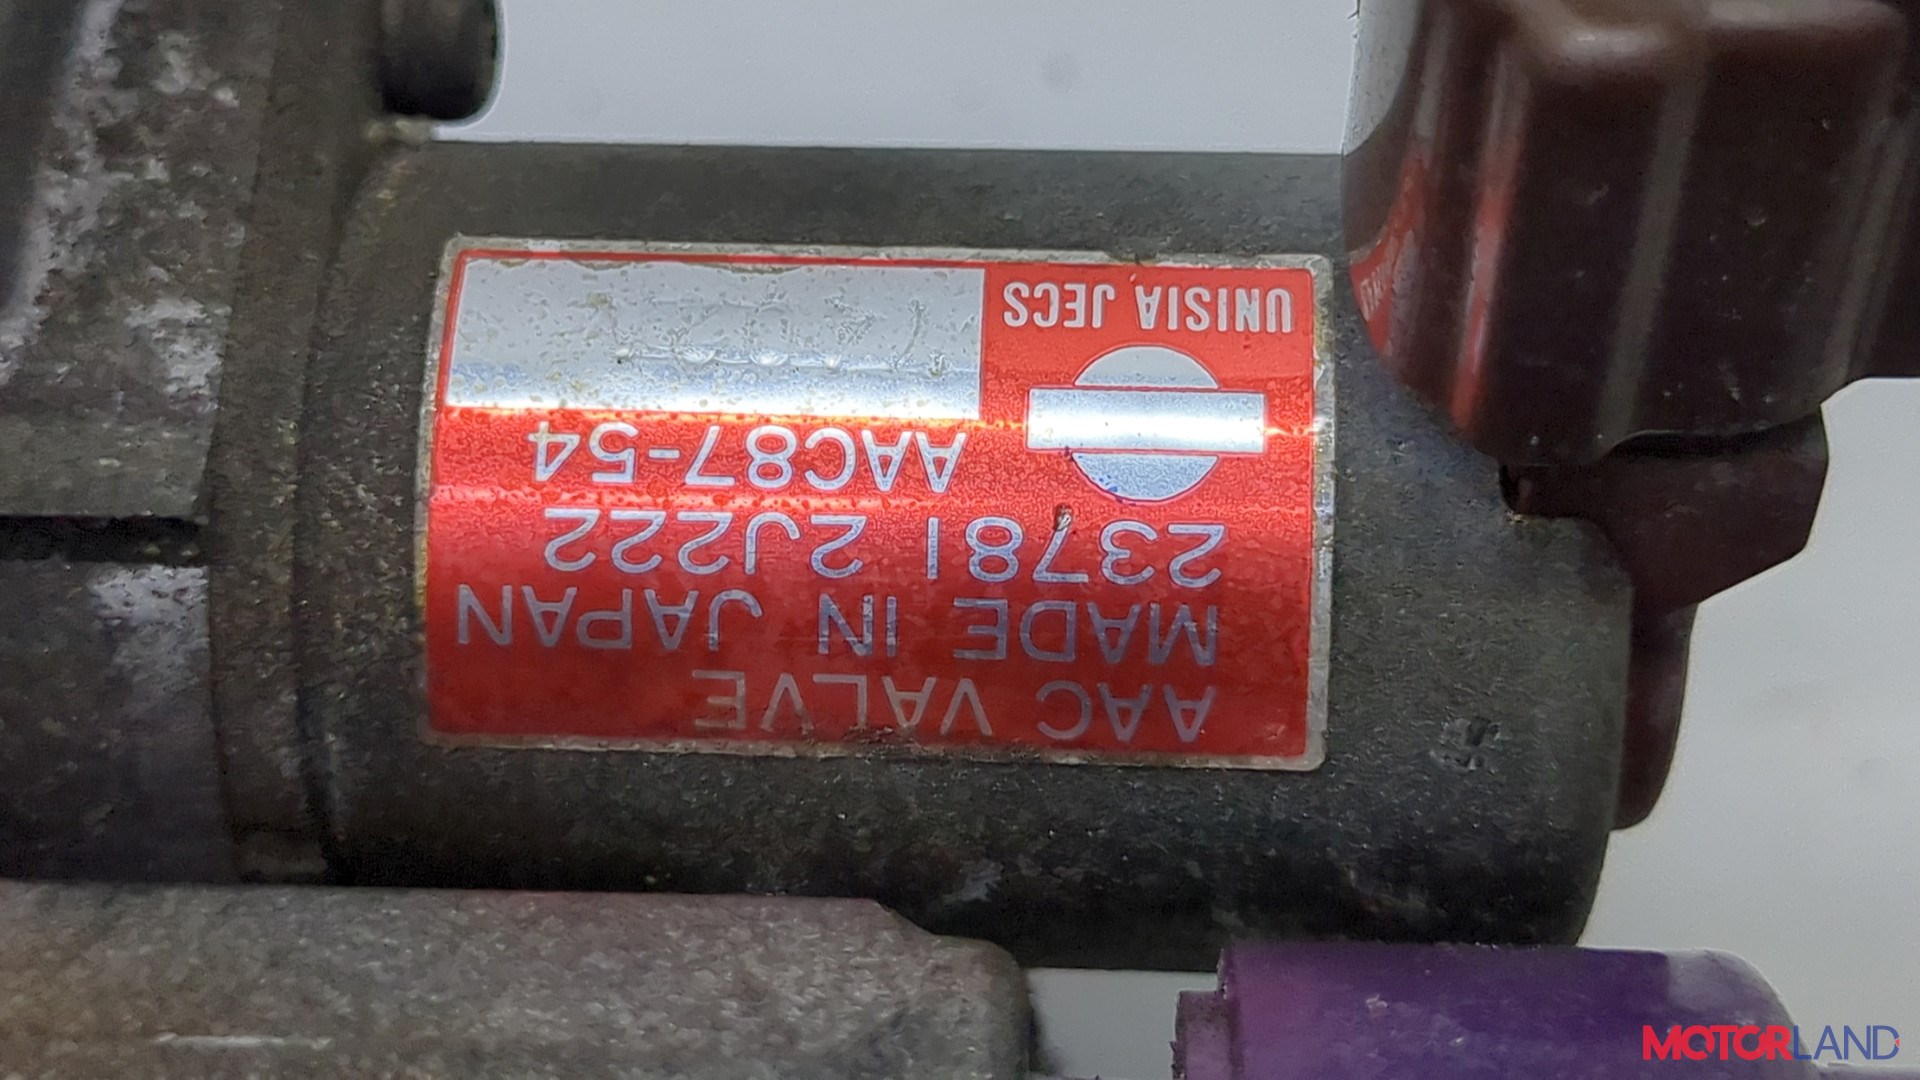 AAC VALVE
MADE IN JAPAN
23781 2J222
AAC87-54
UNISIA JECS
MOTORLAND